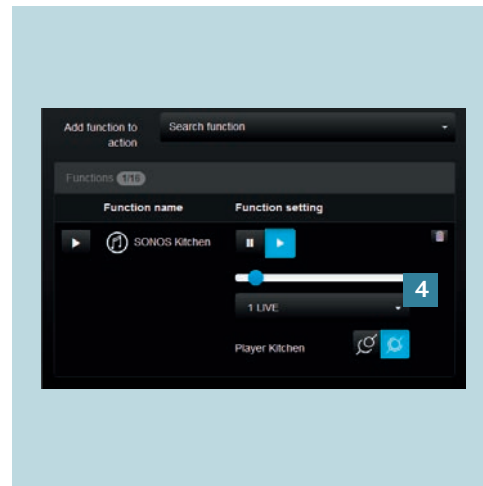 Add function to action
Search function
Functions 1/16
Function name Function setting
SONOS Kitchen
4
1 LIVE
Player Kitchen